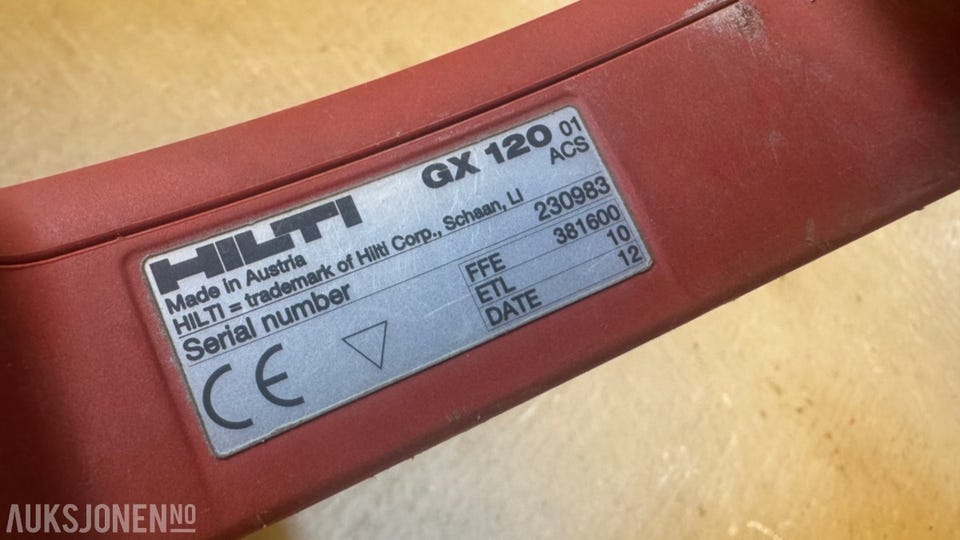 HILTI GX 120 01
ACS
Made in Austria
HILTI = trademark of Hilti Corp., Schaan, LI
Serial number 230983
FFE 381600
ETL 10
DATE 12
CE
AUKSJONEN.NO